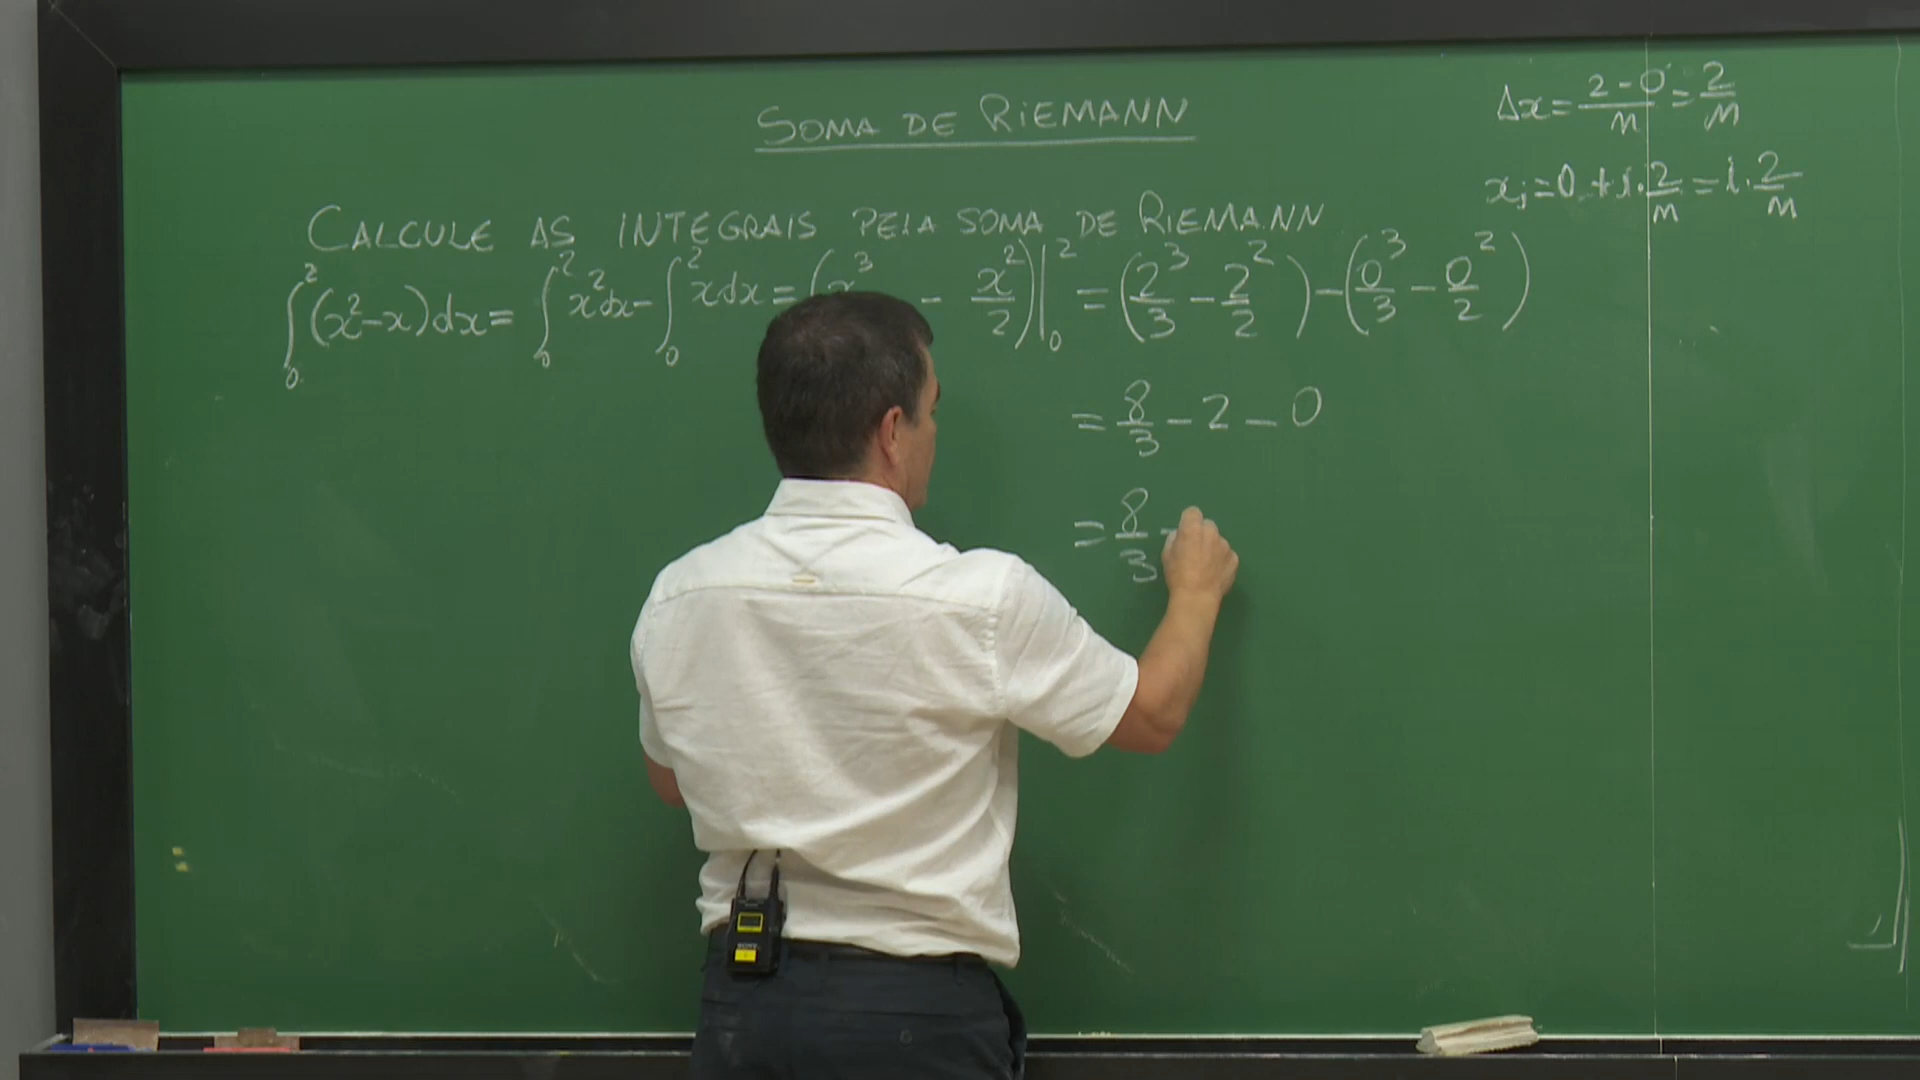 SOMA DE RIEMANN
Δx = (2 - 0)/n = 2/n
xᵢ = 0 + i·2/n = i·2/n
CALCULE AS INTEGRAIS PELA SOMA DE RIEMANN
∫₀² (x² - x) dx = ∫₀² x² dx - ∫₀² x dx = (x³ - x²/2)|₀² = (2³/3 - 2²/2) - (0³/3 - 0²/2)
= 8/3 - 2 - 0
= 8/3 -